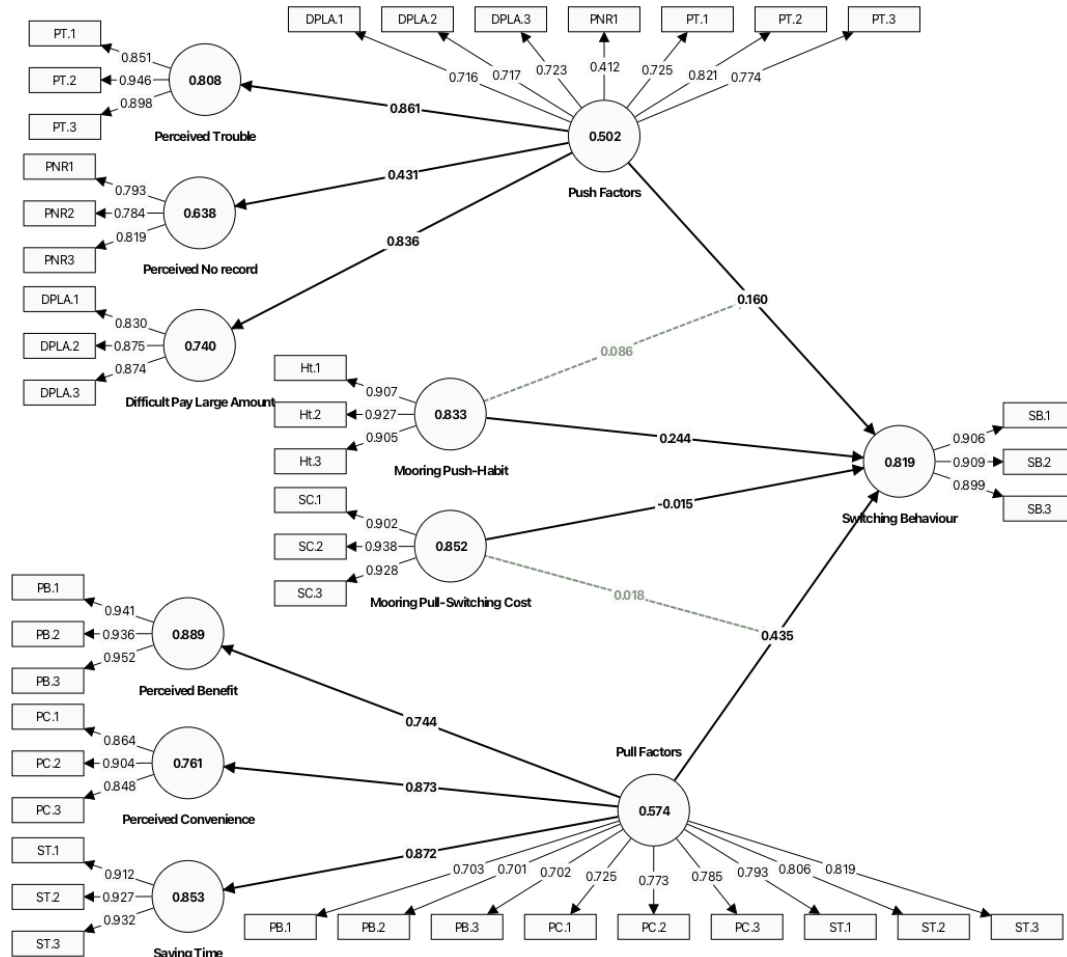 DPLA.1
DPLA.2
DPLA.3
PNR1
PT.1
PT.2
PT.3
0.716
0.717
0.723
0.412
0.725
0.821
0.774
0.502
Push Factors
PT.1
PT.2
PT.3
0.851
0.946
0.898
0.808
Perceived Trouble
0.861
PNR1
PNR2
PNR3
0.793
0.784
0.819
0.638
Perceived No record
0.431
DPLA.1
DPLA.2
DPLA.3
0.830
0.875
0.874
0.740
Difficult Pay Large Amount
0.836
0.160
0.086
Ht.1
Ht.2
Ht.3
0.907
0.927
0.905
0.833
Mooring Push-Habit
0.244
SC.1
SC.2
SC.3
0.902
0.938
0.928
0.852
Mooring Pull-Switching Cost
-0.015
0.018
0.435
0.819
Switching Behaviour
0.906
0.909
0.899
SB.1
SB.2
SB.3
PB.1
PB.2
PB.3
0.941
0.936
0.952
0.889
Perceived Benefit
0.744
PC.1
PC.2
PC.3
0.864
0.904
0.848
0.761
Perceived Convenience
0.873
ST.1
ST.2
ST.3
0.912
0.927
0.932
0.853
Saving Time
0.872
Pull Factors
0.574
0.703
0.701
0.702
0.725
0.773
0.785
0.793
0.806
0.819
PB.1
PB.2
PB.3
PC.1
PC.2
PC.3
ST.1
ST.2
ST.3